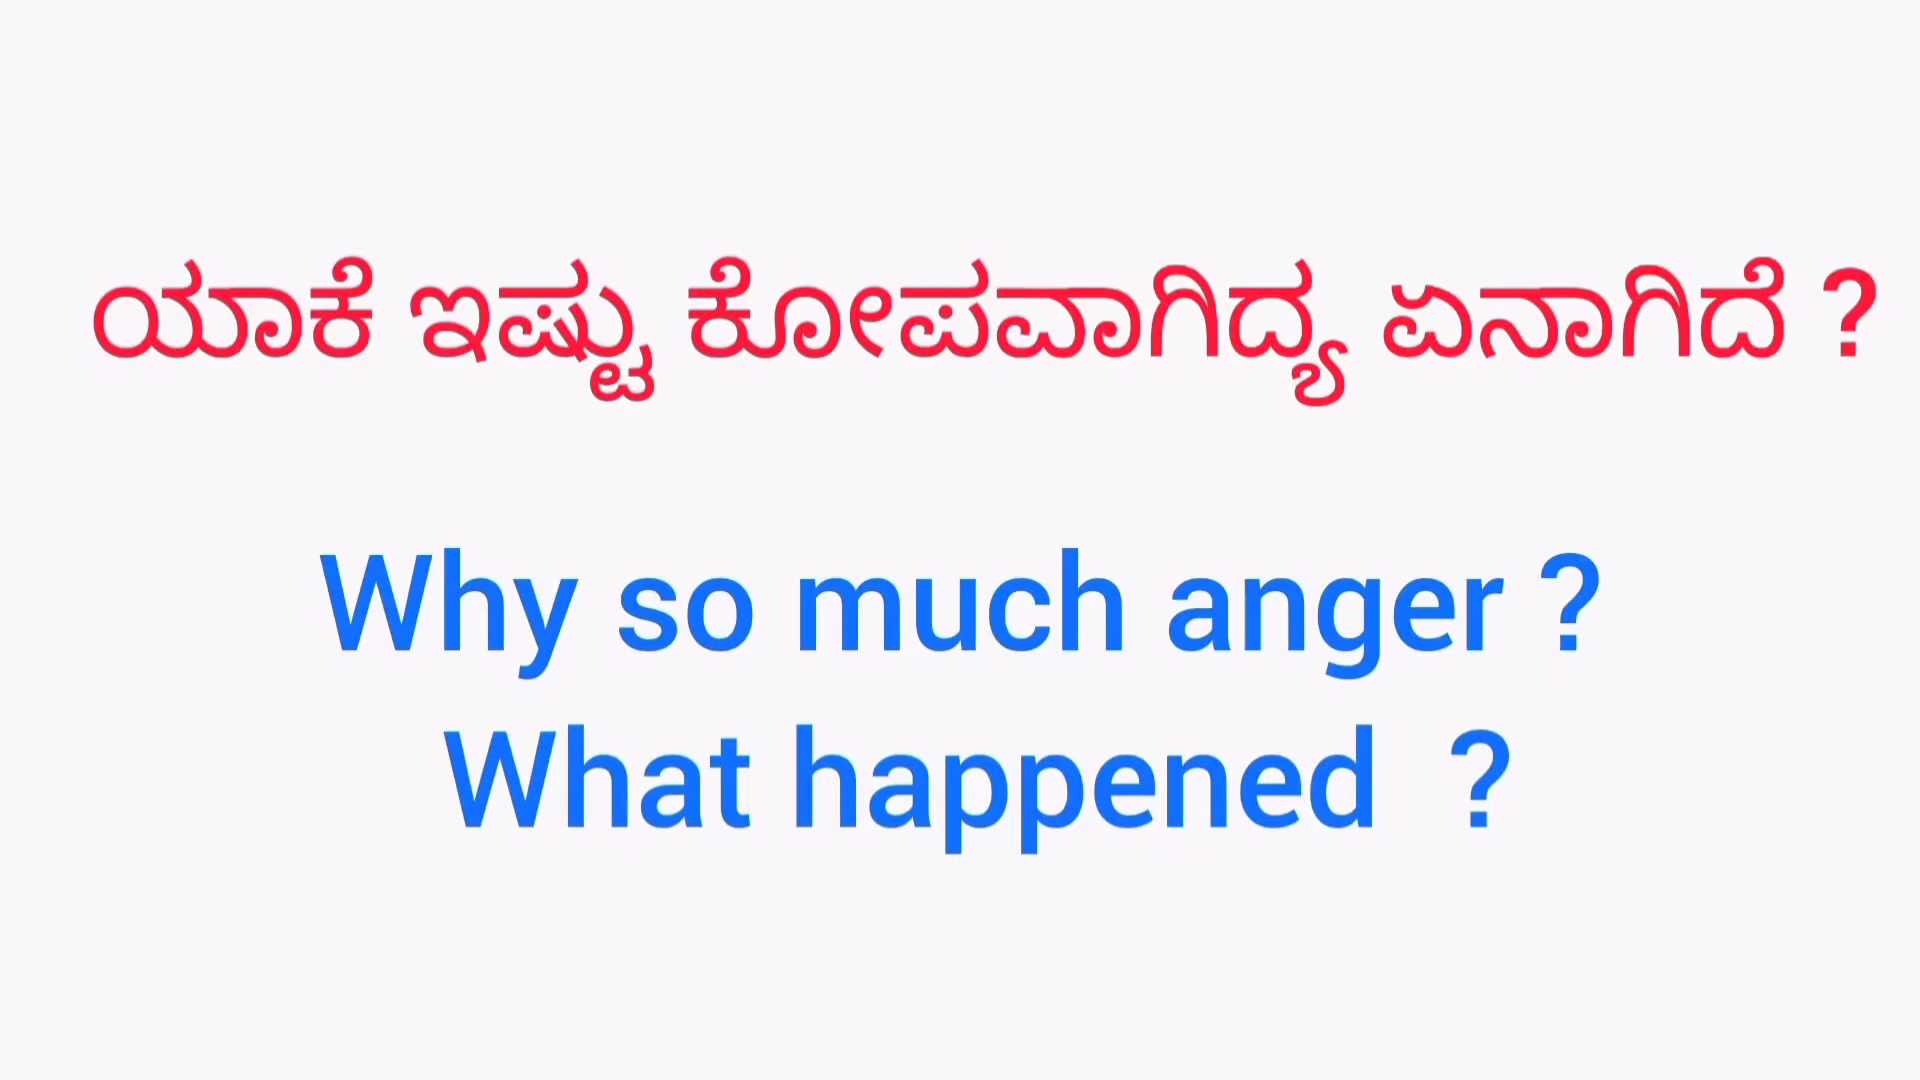 ಯಾಕೆ ಇಷ್ಟು ಕೋಪವಾಗಿದ್ಯ ಏನಾಗಿದೆ ?
Why so much anger ?
What happened ?